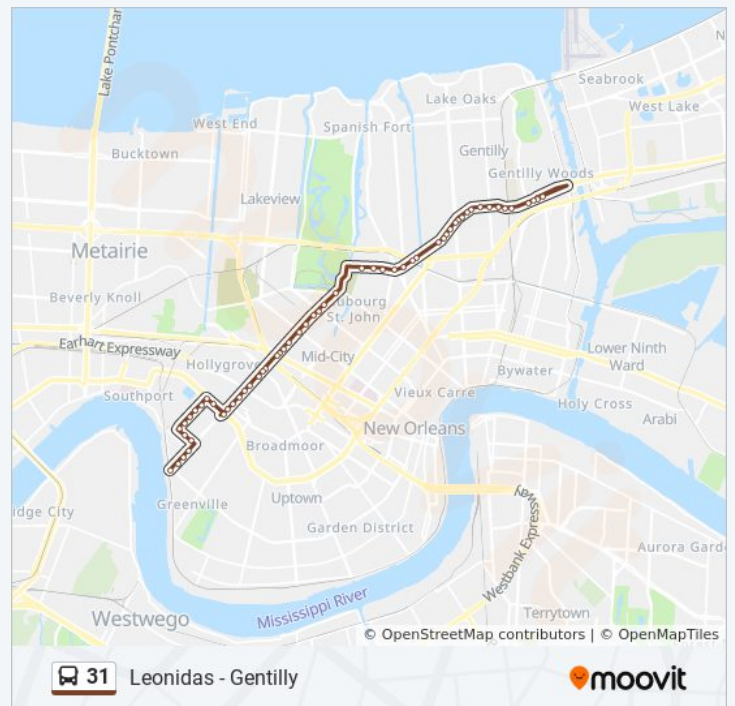 Lake Pontchar
Seabrook
N
Lake Oaks
West Lake
West End
Spanish Fort
Bucktown
Gentilly
Gentilly Woods
Lakeview
Metairie
Beverly Knoll
ubourg
St. John
Earhart Expressway
Mid-City
Hollygrove
Lower Ninth
Ward
Bywater
Southport
Vieux Carre
Holy Cross
Arabi
New Orleans
Broadmoor
Greenville
Uptown
idge City
Garden District
Westbank Expressway
Aurora Gard
Mississippi River
Westwego
Terrytown
© OpenStreetMap contributors | © OpenMapTiles
31 Leonidas - Gentilly
moovit